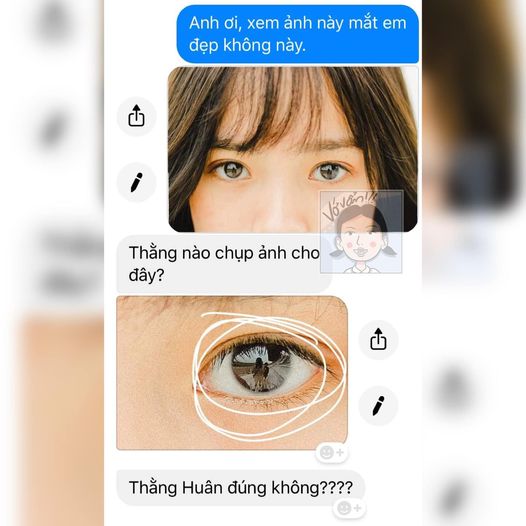 Anh ơi, xem ảnh này mắt em
đẹp không này.
Vớ vẩn!!!
Thằng nào chụp ảnh cho
đây?
Thằng Huân đúng không????